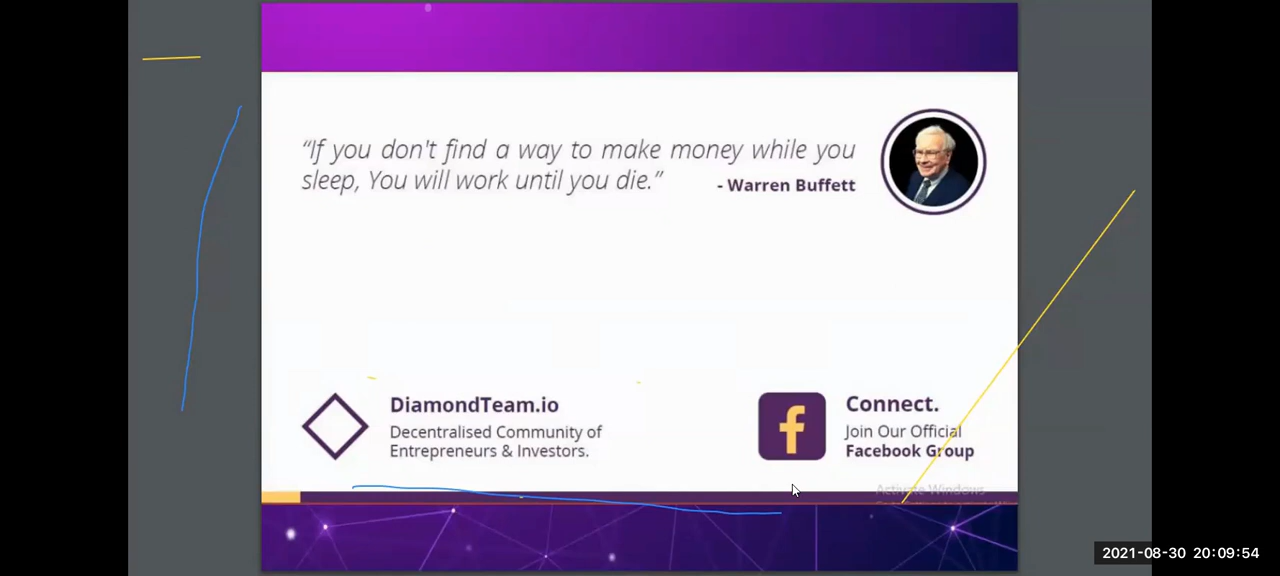 “If you don't find a way to make money while you
sleep, You will work until you die.”
- Warren Buffett
DiamondTeam.io
Decentralised Community of
Entrepreneurs & Investors.
Connect.
Join Our Official
Facebook Group
Activate Windows
2021-08-30 20:09:54